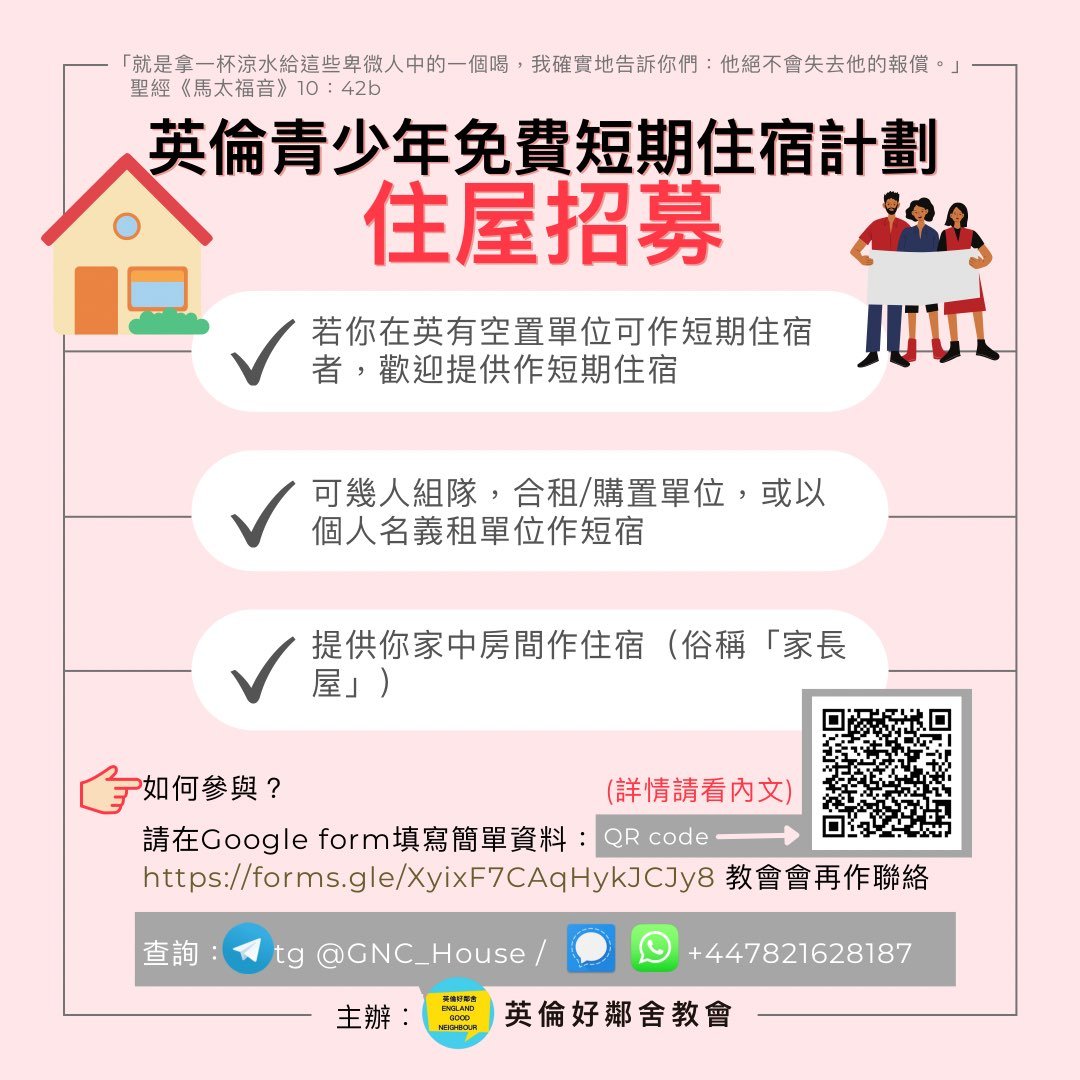 「就是拿一杯涼水給這些卑微人中的一個喝，我確實地告訴你們：他絕不會失去他的報償。」
聖經《馬太福音》10：42b
英倫青少年免費短期住宿計劃
住屋招募
若你在英有空置單位可作短期住宿
者，歡迎提供作短期住宿
可幾人組隊，合租/購置單位，或以
個人名義租單位作短宿
提供你家中房間作住宿（俗稱「家長
屋」）
如何參與？
(詳情請看內文)
請在Google form填寫簡單資料：
QR code
https://forms.gle/XyixF7CAqHykJCJy8 教會會再作聯絡
查詢：tg @GNC_House / +447821628187
主辦：
英倫好鄰舍
ENGLAND
GOOD
NEIGHBOUR
英倫好鄰舍教會